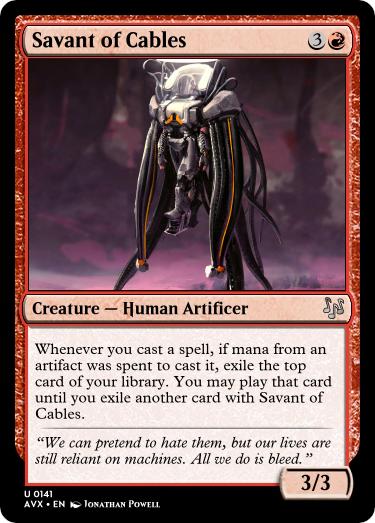 Savant of Cables 3
Creature — Human Artificer
Whenever you cast a spell, if mana from an
artifact was spent to cast it, exile the top
card of your library. You may play that card
until you exile another card with Savant of
Cables.
“We can pretend to hate them, but our lives are
still reliant on machines. All we do is bleed.”
3/3
U 0141
AVX • EN JONATHAN POWELL